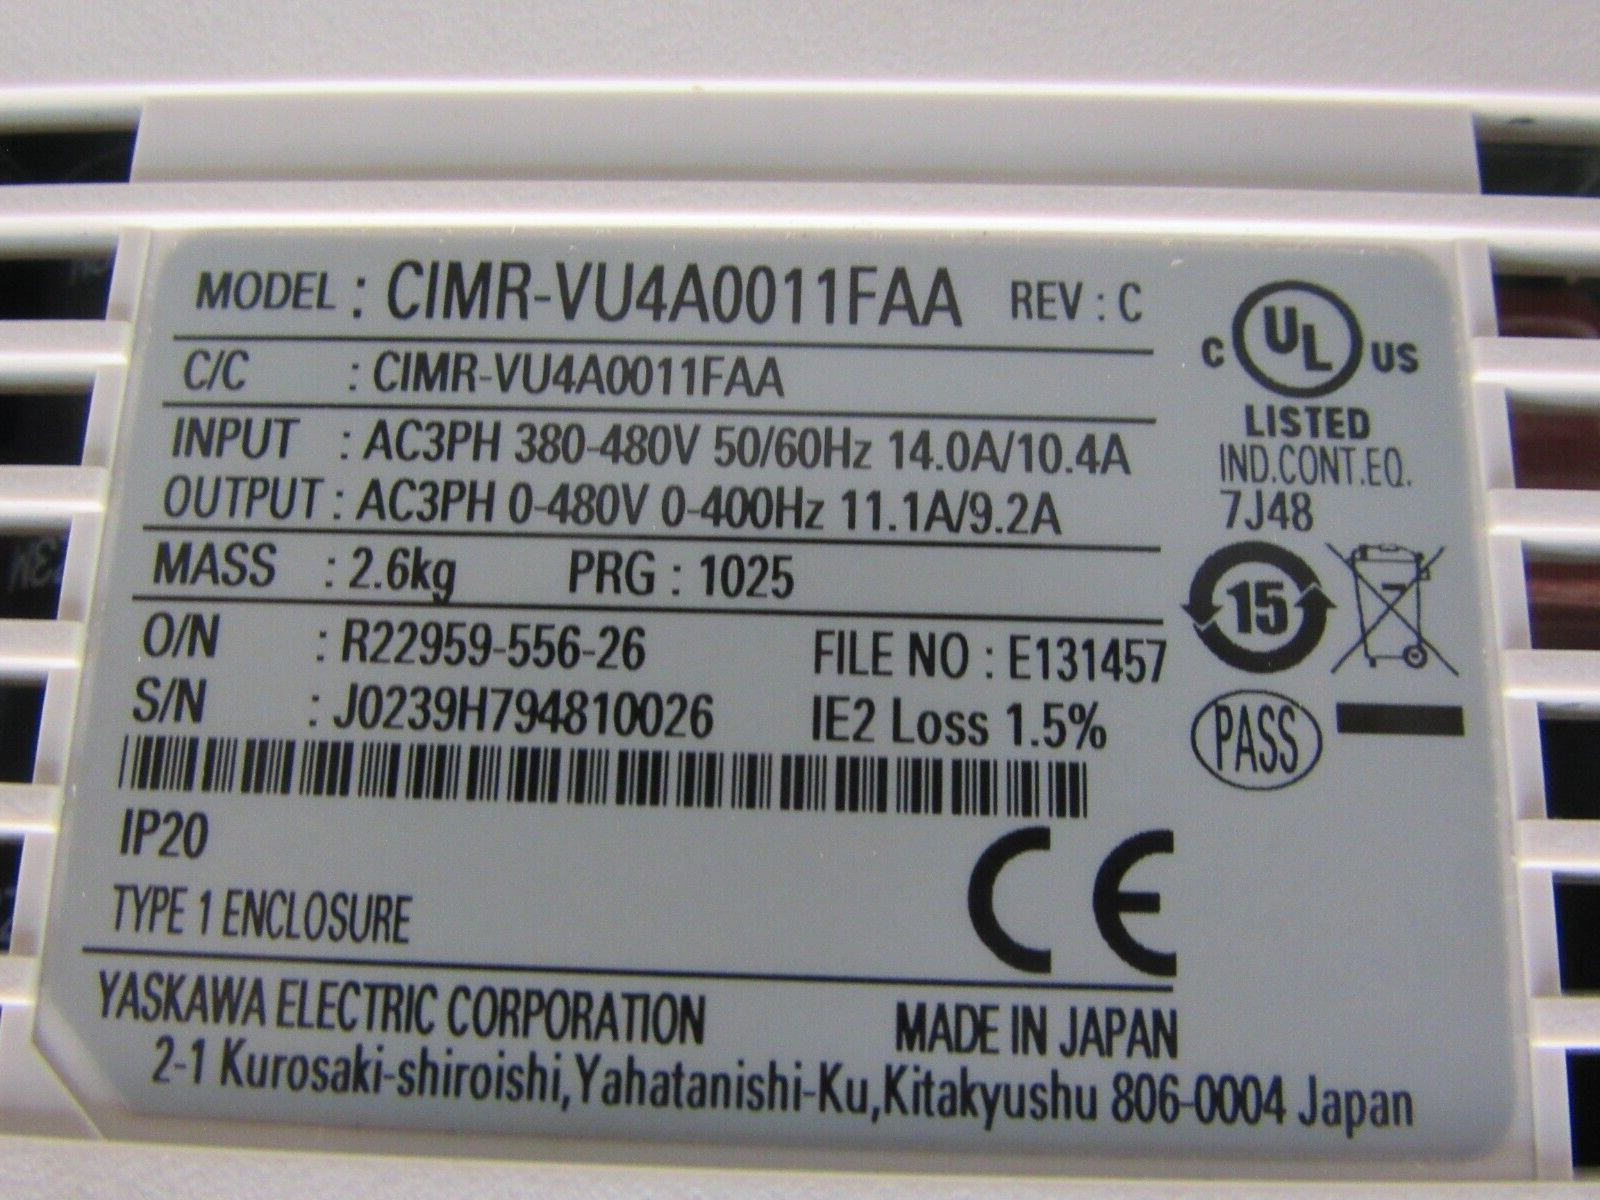 MODEL : CIMR-VU4A0011FAA REV : C
C/C : CIMR-VU4A0011FAA
INPUT : AC3PH 380-480V 50/60Hz 14.0A/10.4A
OUTPUT : AC3PH 0-480V 0-400Hz 11.1A/9.2A
MASS : 2.6kg PRG : 1025
O/N : R22959-556-26 FILE NO : E131457
S/N : J0239H794810026 IE2 Loss 1.5%
IP20
TYPE 1 ENCLOSURE
CE
YASKAWA ELECTRIC CORPORATION MADE IN JAPAN
2-1 Kurosaki-shiroishi,Yahatanishi-Ku,Kitakyushu 806-0004 Japan
C UL US
LISTED
IND.CONT.EQ.
7J48
15
PASS